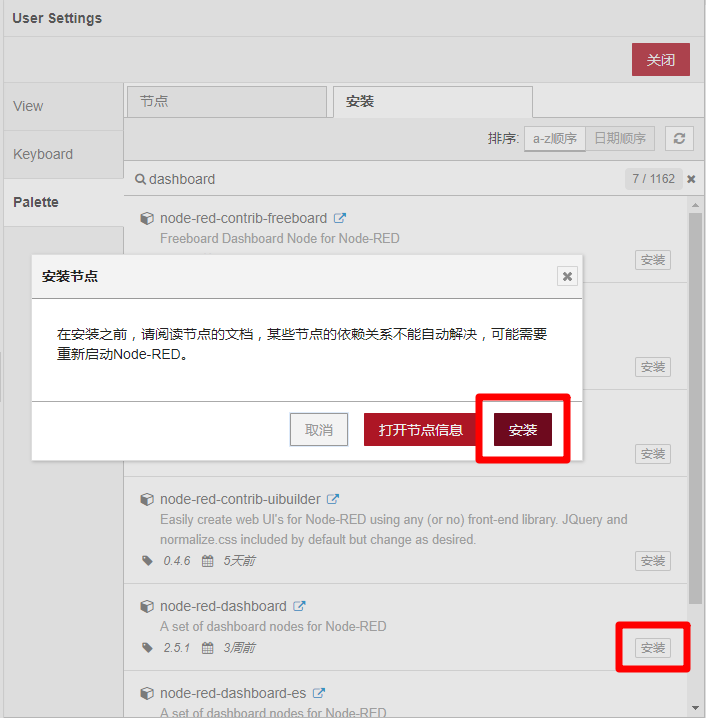 User Settings
关闭
View
Keyboard
Palette
节点
安装
排序: a-z顺序 日期顺序
dashboard
7 / 1162
node-red-contrib-freeboard
Freeboard Dashboard Node for Node-RED
安装
安装节点
在安装之前，请阅读节点的文档，某些节点的依赖关系不能自动解决，可能需要
重新启动Node-RED。
取消
打开节点信息
安装
安装
安装
node-red-contrib-uibuilder
Easily create web UI's for Node-RED using any (or no) front-end library. JQuery and
normalize.css included by default but change as desired.
0.4.6 5天前
安装
node-red-dashboard
A set of dashboard nodes for Node-RED
2.5.1 3周前
安装
node-red-dashboard-es
A set of dashboard nodes for Node-RED